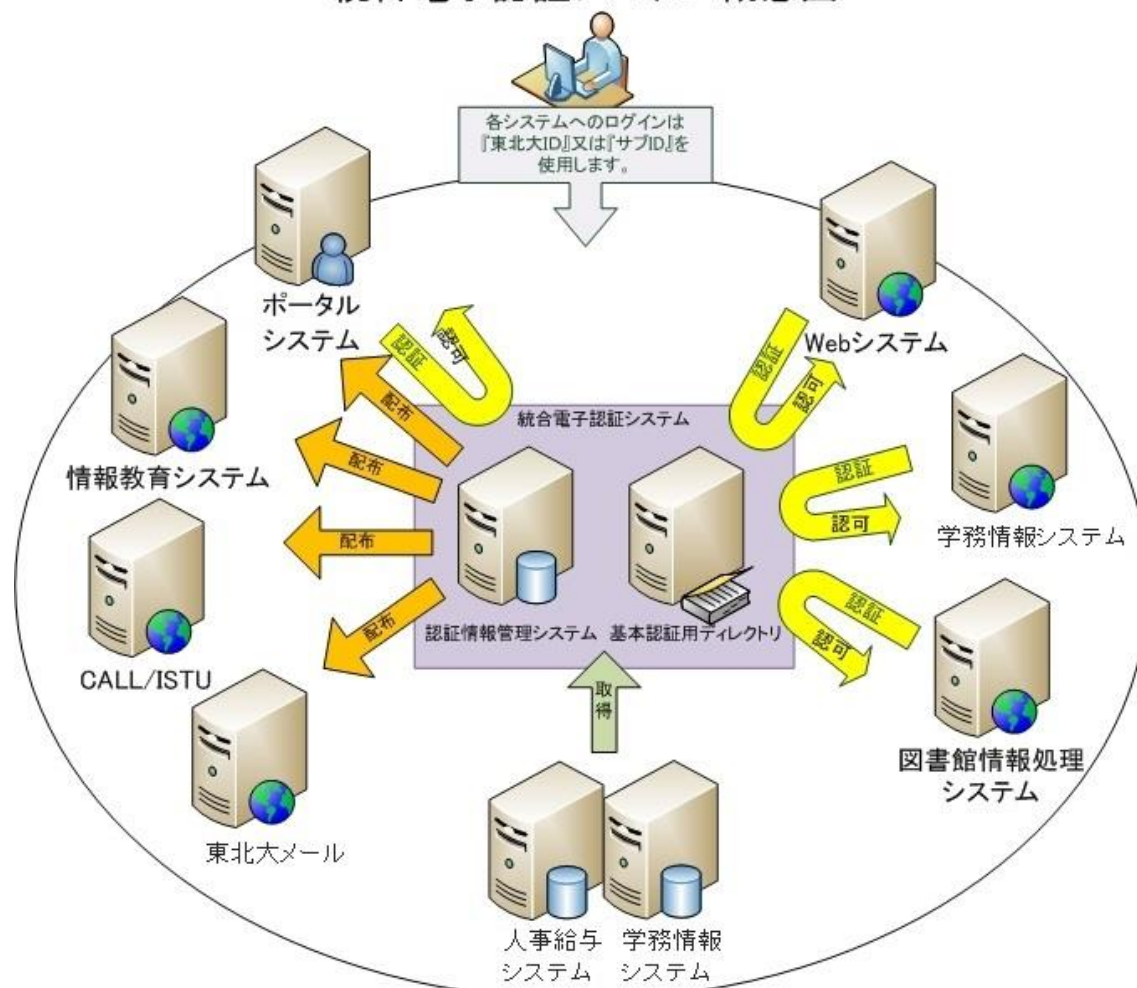 各システムへのログインは
『東北大ID』又は『サブID』を
使用します。
ポータル
システム
Webシステム
認証
認可
認証
認可
配布
統合電子認証システム
情報教育システム
配布
認証
認可
学務情報システム
配布
認証情報管理システム
基本認証用ディレクトリ
認証
認可
配布
CALL/ISTU
取得
図書館情報処理
システム
東北大メール
人事給与
システム
学務情報
システム